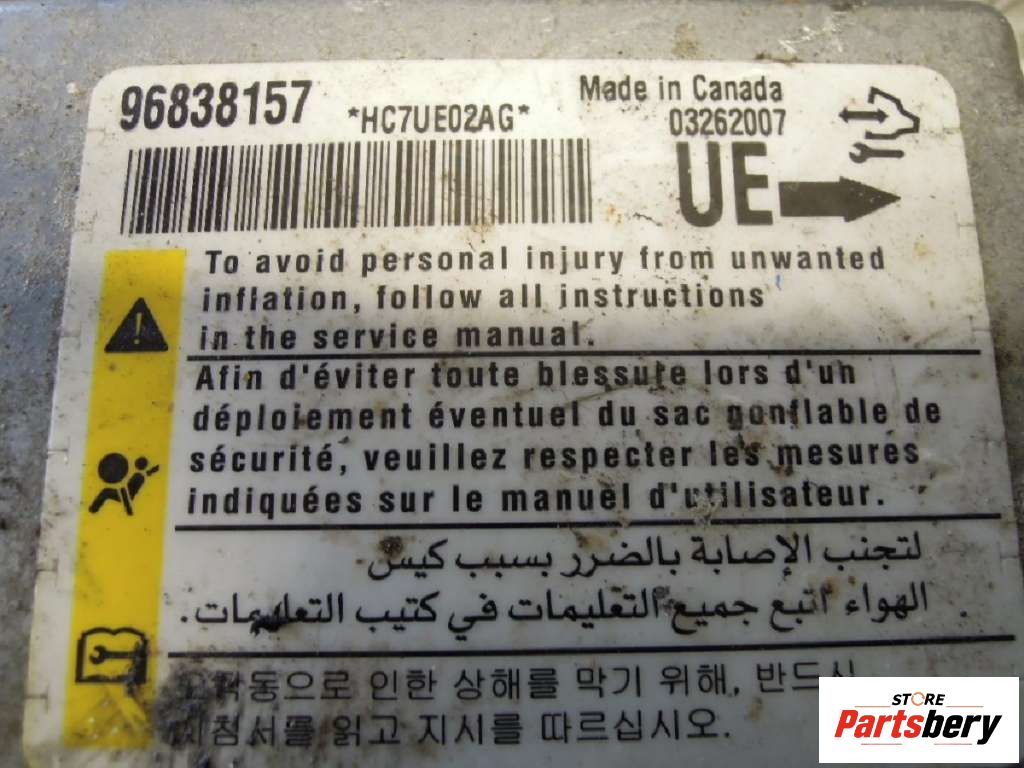 96838157
*HC7UE02AG*
Made in Canada
03262007
UE
To avoid personal injury from unwanted
inflation, follow all instructions
in the service manual.
Afin d'éviter toute blessure lors d'un
déploiement éventuel du sac gonflable de
sécurité, veuillez respecter les mesures
indiquées sur le manuel d'utilisateur.
لتجنب الإصابة بالضرر بسبب كيس
الهواء اتبع جميع التعليمات في كتيب التعليمات.
인한 상해를 막기 위해, 반드시
읽고 지시를 따르십시오.
STORE
Partsbery